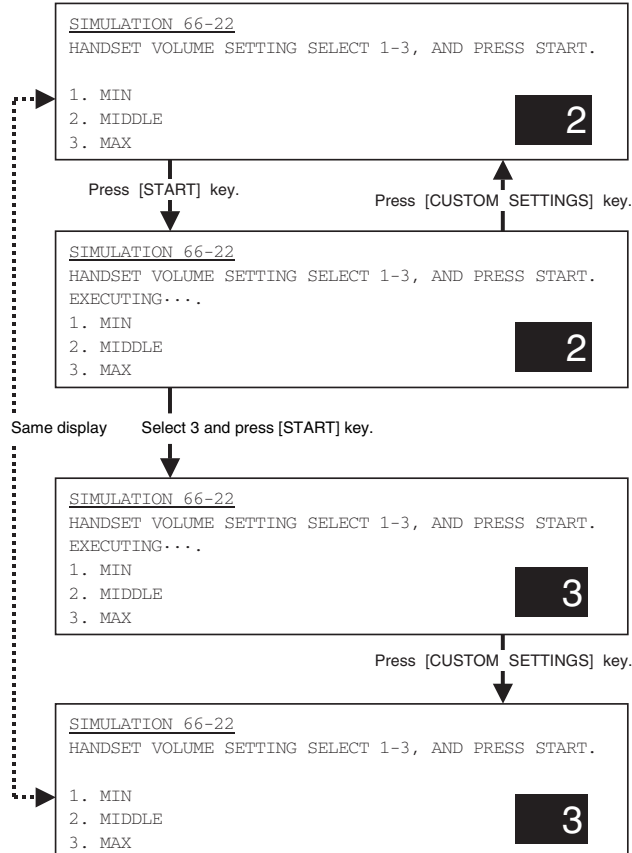 SIMULATION 66-22
HANDSET VOLUME SETTING SELECT 1-3, AND PRESS START.
1. MIN
2. MIDDLE
3. MAX
2
Press [START] key.
Press [CUSTOM SETTINGS] key.
SIMULATION 66-22
HANDSET VOLUME SETTING SELECT 1-3, AND PRESS START.
EXECUTING···.
1. MIN
2. MIDDLE
3. MAX
2
Same display
Select 3 and press [START] key.
SIMULATION 66-22
HANDSET VOLUME SETTING SELECT 1-3, AND PRESS START.
EXECUTING···.
1. MIN
2. MIDDLE
3. MAX
3
Press [CUSTOM SETTINGS] key.
SIMULATION 66-22
HANDSET VOLUME SETTING SELECT 1-3, AND PRESS START.
1. MIN
2. MIDDLE
3. MAX
3